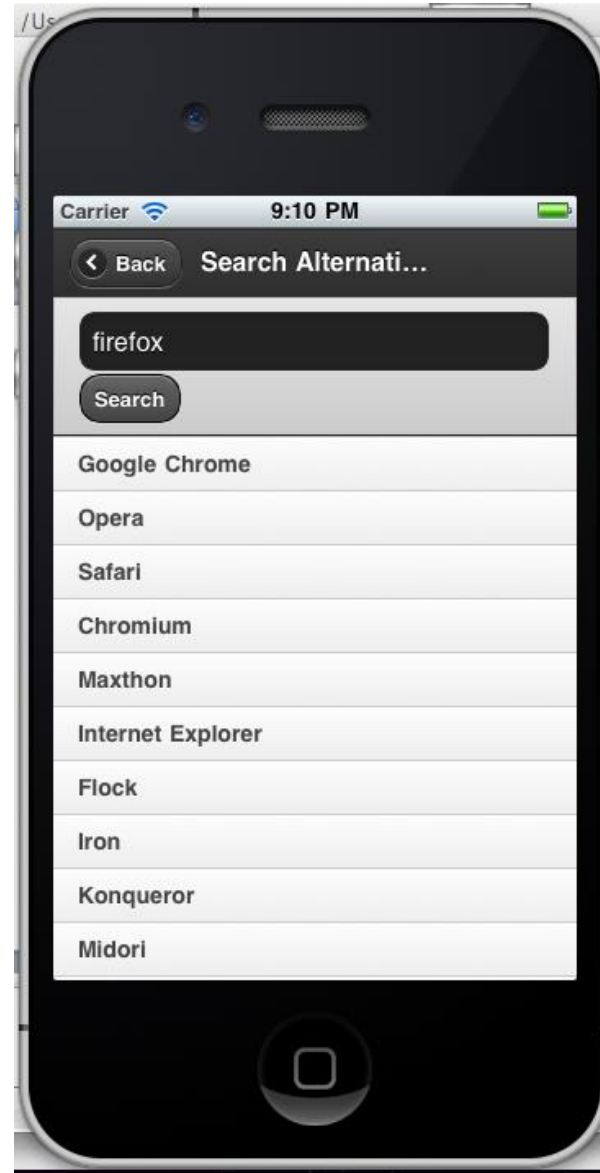 /Us
Carrier 9:10 PM
Back Search Alternati...
firefox
Search
Google Chrome
Opera
Safari
Chromium
Maxthon
Internet Explorer
Flock
Iron
Konqueror
Midori